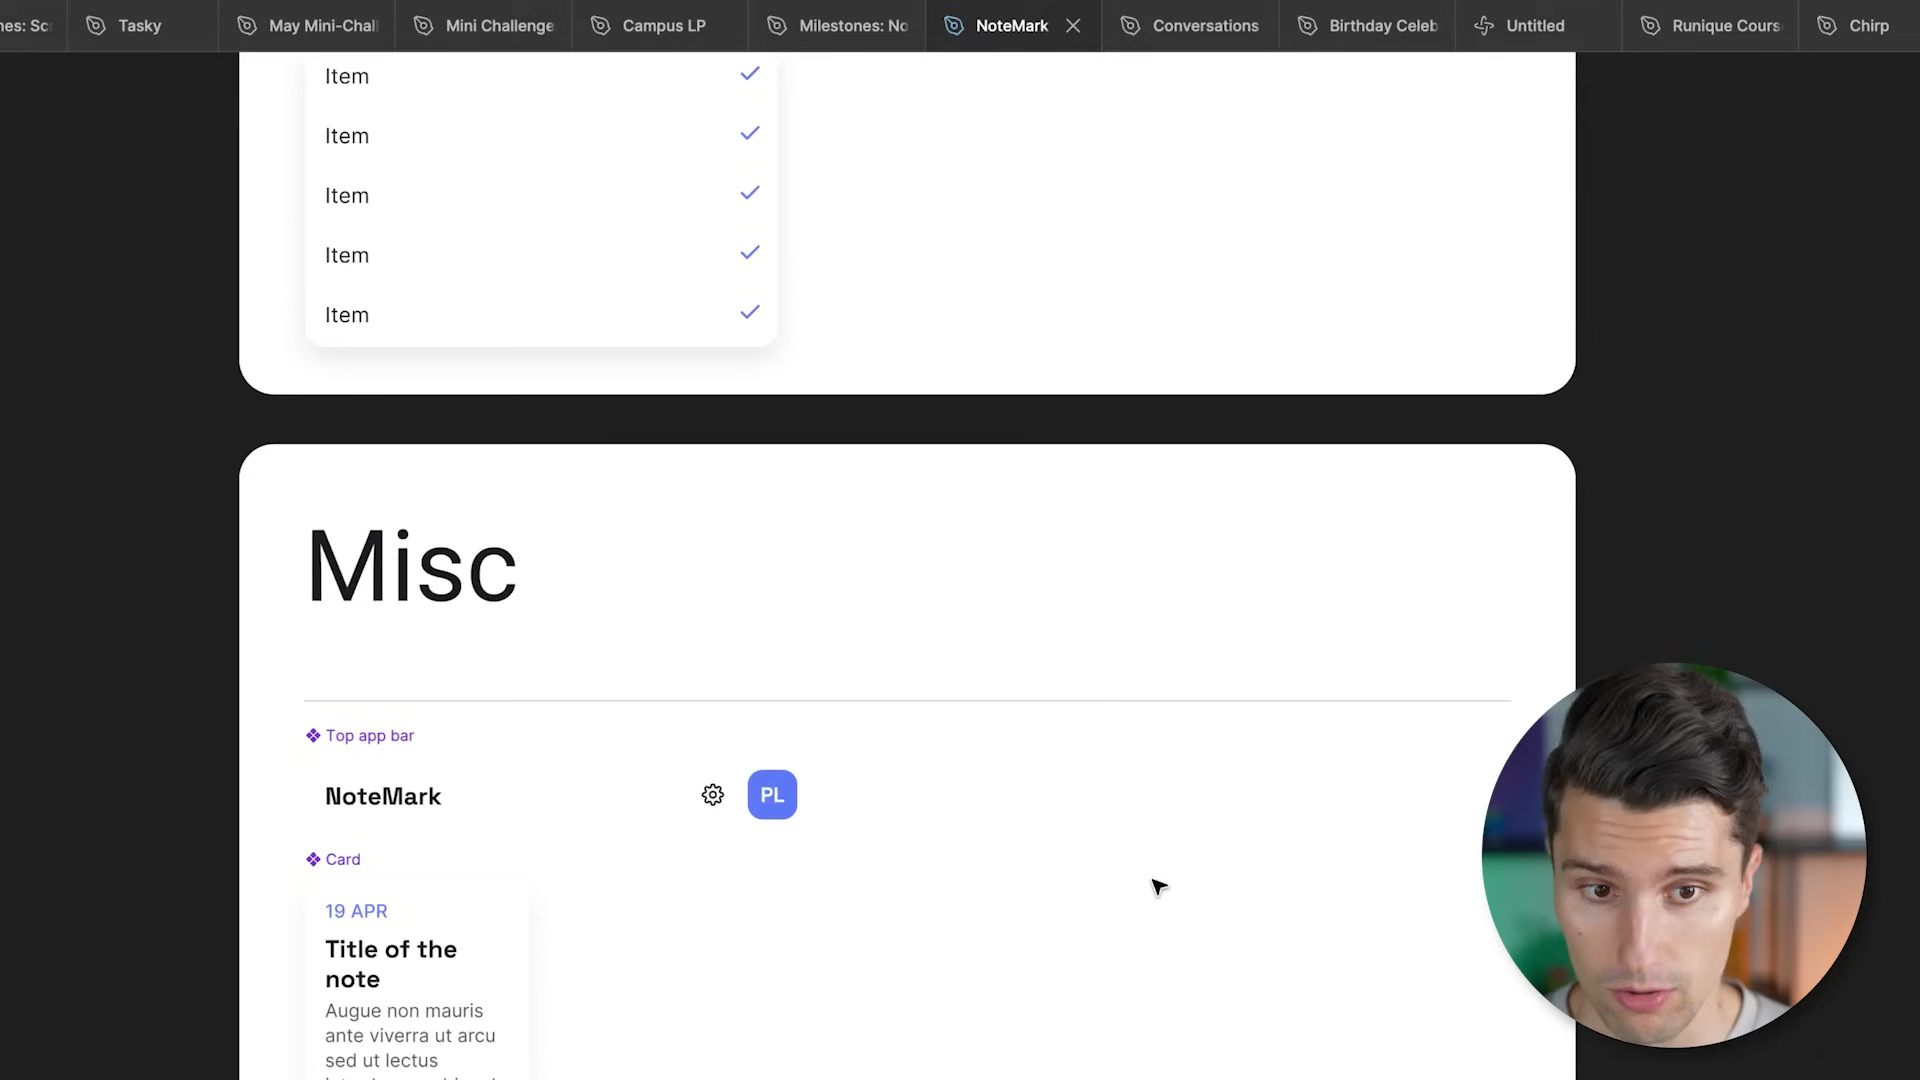 nes: Sc
Tasky
May Mini-Chall
Mini Challenge
Campus LP
Milestones: No
NoteMark
Conversations
Birthday Celeb
Untitled
Runique Cours
Chirp
Item
Item
Item
Item
Item
Misc
Top app bar
NoteMark
PL
Card
19 APR
Title of the
note
Augue non mauris
ante viverra ut arcu
sed ut lectus